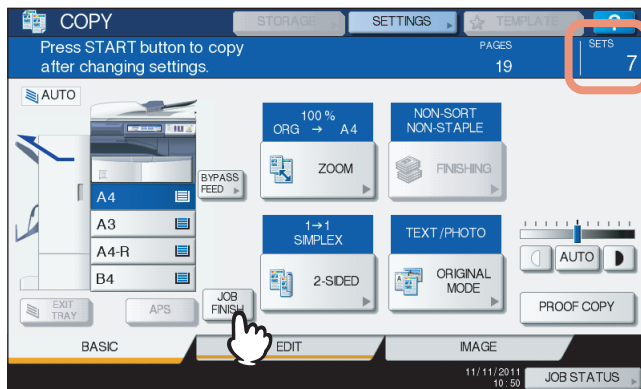 COPY
STORAGE
SETTINGS
TEMPLATE
?
Press START button to copy
after changing settings.
PAGES
19
SETS
7
AUTO
100 %
ORG → A4
ZOOM
NON-SORT
NON-STAPLE
FINISHING
BYPASS
FEED
A4
A3
A4-R
B4
1→1
SIMPLEX
2-SIDED
TEXT/PHOTO
ORIGINAL
MODE
AUTO
EXIT
TRAY
APS
JOB
FINISH
PROOF COPY
BASIC
EDIT
IMAGE
11/11/2011
10:50
JOB STATUS